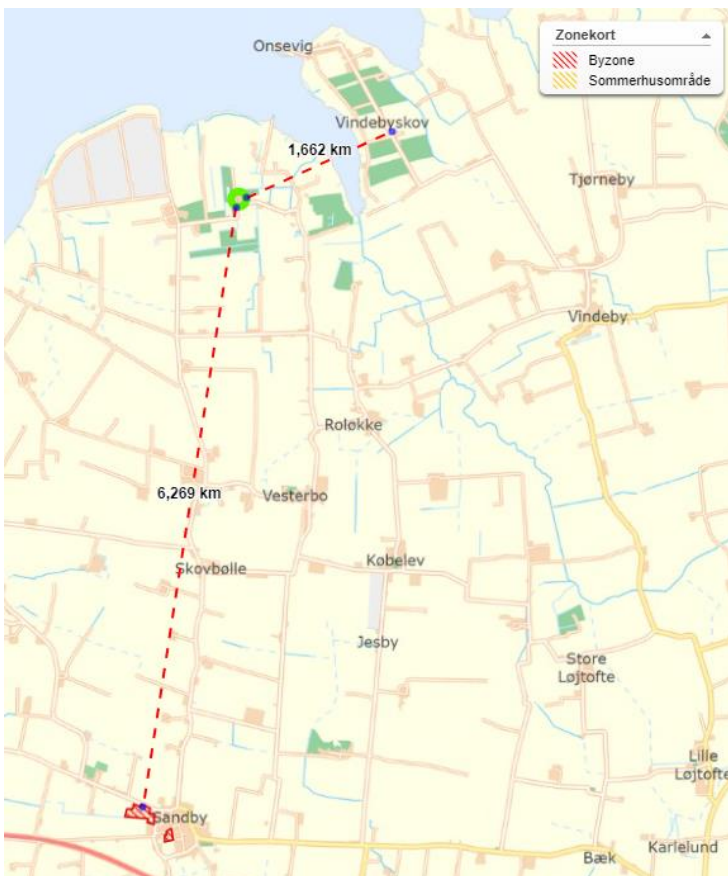 Onsevig
Zonekort
Byzone
Sommerhusområde
Vindebyskov
1,662 km
Tjørneby
Vindeby
Roløkke
6,269 km
Vesterbo
Skovbølle
Købelev
Jesby
Store
Løjtofte
Lille
Løjtofte
Sandby
Karlelund
Bæk